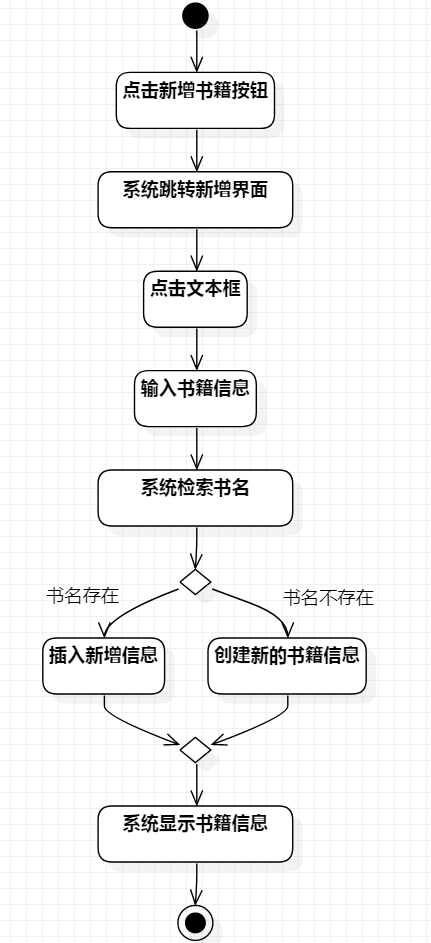 点击新增书籍按钮
系统跳转新增界面
点击文本框
输入书籍信息
系统检索书名
书名存在
书名不存在
插入新增信息
创建新的书籍信息
系统显示书籍信息